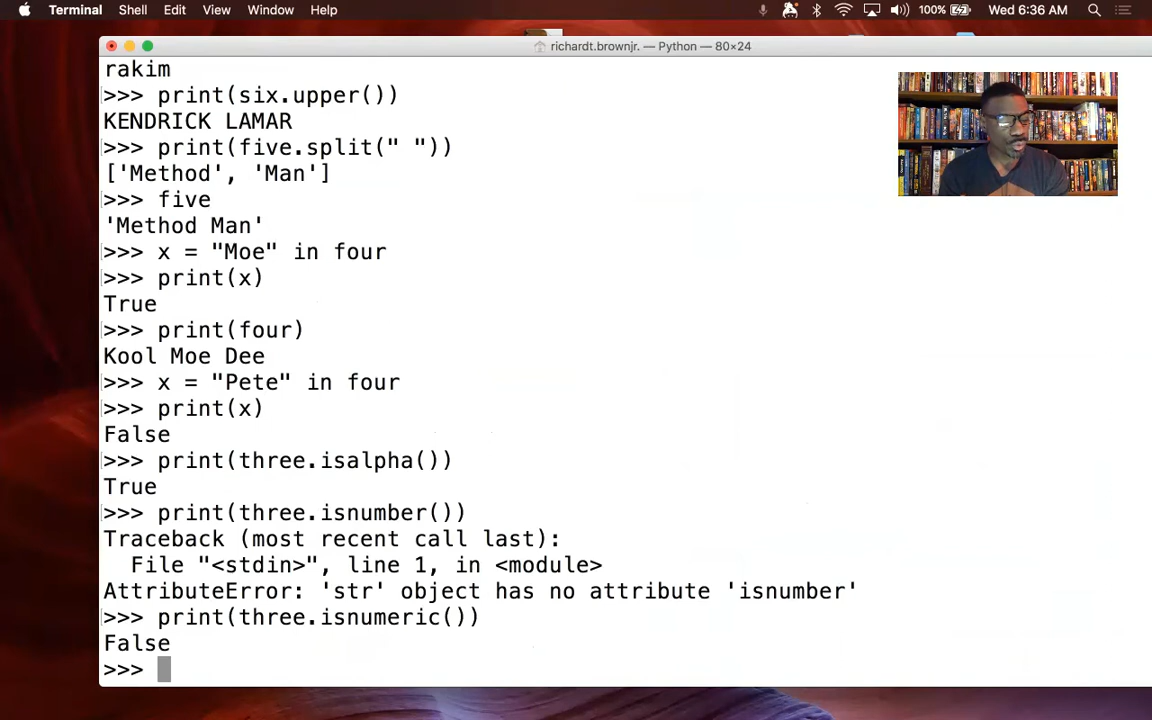 Terminal Shell Edit View Window Help 100% Wed 6:36 AM
richardt.brownjr. — Python — 80×24
rakim
>>> print(six.upper())
KENDRICK LAMAR
>>> print(five.split(" "))
['Method', 'Man']
>>> five
'Method Man'
>>> x = "Moe" in four
>>> print(x)
True
>>> print(four)
Kool Moe Dee
>>> x = "Pete" in four
>>> print(x)
False
>>> print(three.isalpha())
True
>>> print(three.isnumber())
Traceback (most recent call last):
  File "<stdin>", line 1, in <module>
AttributeError: 'str' object has no attribute 'isnumber'
>>> print(three.isnumeric())
False
>>>